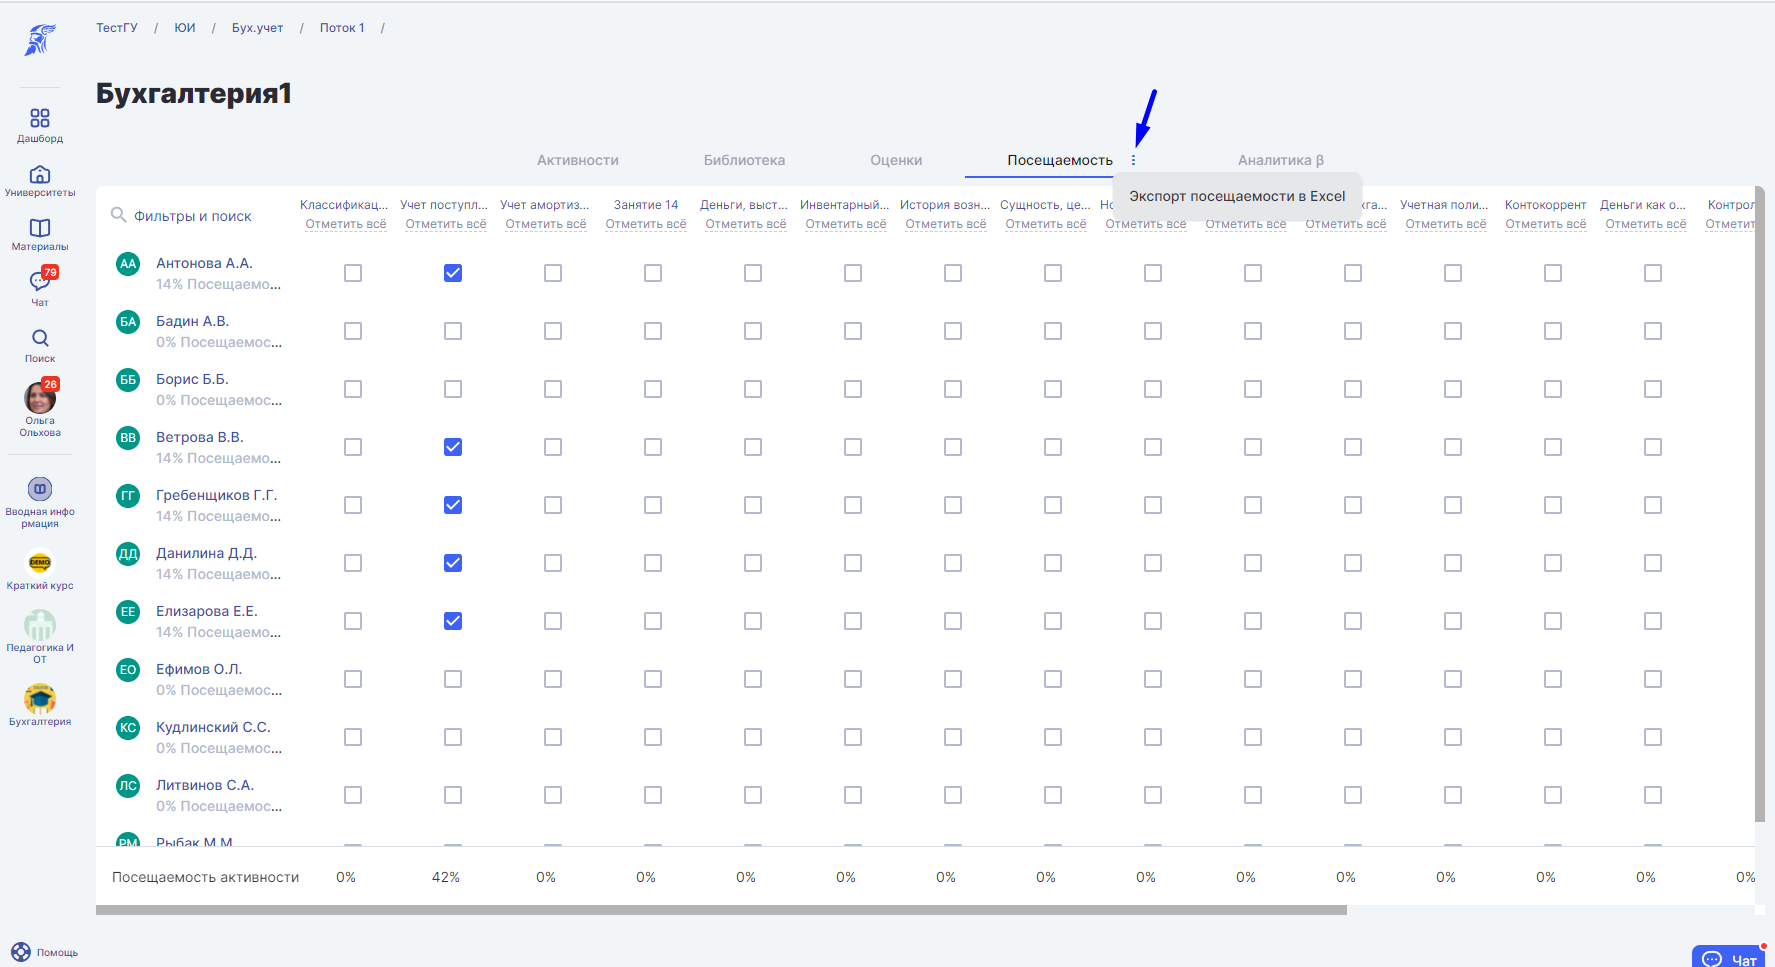 ТестГУ / ЮИ / Бух.учет / Поток 1 /
Бухгалтерия1
Дашборд
Университеты
Материалы
79
Чат
Поиск
26
Ольга
Ольхова
Вводная инфо
рмация
DEMO
Краткий курс
Педагогика И
ОТ
Бухгалтерия
Помощь
Активности Библиотека Оценки Посещаемость Аналитика β
Экспорт посещаемости в Excel
Фильтры и поиск
Классификац... Учет поступл... Учет амортиз... Занятие 14 Деньги, выст... Инвентарный... История возн... Сущность, це... Учетная поли... Контокоррент Деньги как о... Контрол
Отметить всё Отметить всё Отметить всё Отметить всё Отметить всё Отметить всё Отметить всё Отметить всё Отметить всё Отметить всё Отметить всё Отметить всё Отметить всё Отметить всё Отметит
АА Антонова А.А.
14% Посещаемо...
БА Бадин А.В.
0% Посещаемос...
ББ Борис Б.Б.
0% Посещаемос...
ВВ Ветрова В.В.
14% Посещаемо...
ГГ Гребенщиков Г.Г.
14% Посещаемо...
ДД Данилина Д.Д.
14% Посещаемо...
ЕЕ Елизарова Е.Е.
14% Посещаемо...
ЕО Ефимов О.Л.
0% Посещаемос...
КС Кудлинский С.С.
0% Посещаемос...
ЛС Литвинов С.А.
0% Посещаемос...
РМ Рыбак М.М.
Посещаемость активности 0% 42% 0% 0% 0% 0% 0% 0% 0% 0% 0% 0% 0% 0% 0%
Чат